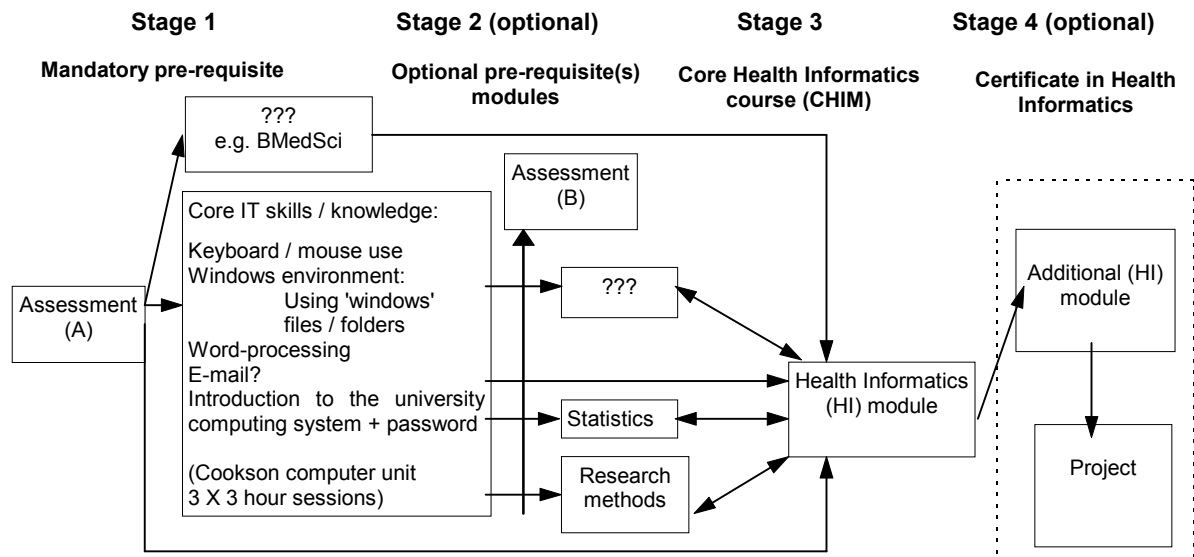 Stage 1
Stage 2 (optional)
Stage 3
Stage 4 (optional)
Mandatory pre-requisite
Optional pre-requisite(s)
modules
Core Health Informatics
course (CHIM)
Certificate in Health
Informatics
???
e.g. BMedSci
Assessment
(A)
Core IT skills / knowledge:
Keyboard / mouse use
Windows environment:
Using 'windows'
files / folders
Word-processing
E-mail?
Introduction to the university
computing system + password
(Cookson computer unit
3 X 3 hour sessions)
Assessment
(B)
???
Statistics
Research
methods
Health Informatics
(HI) module
Additional (HI)
module
Project